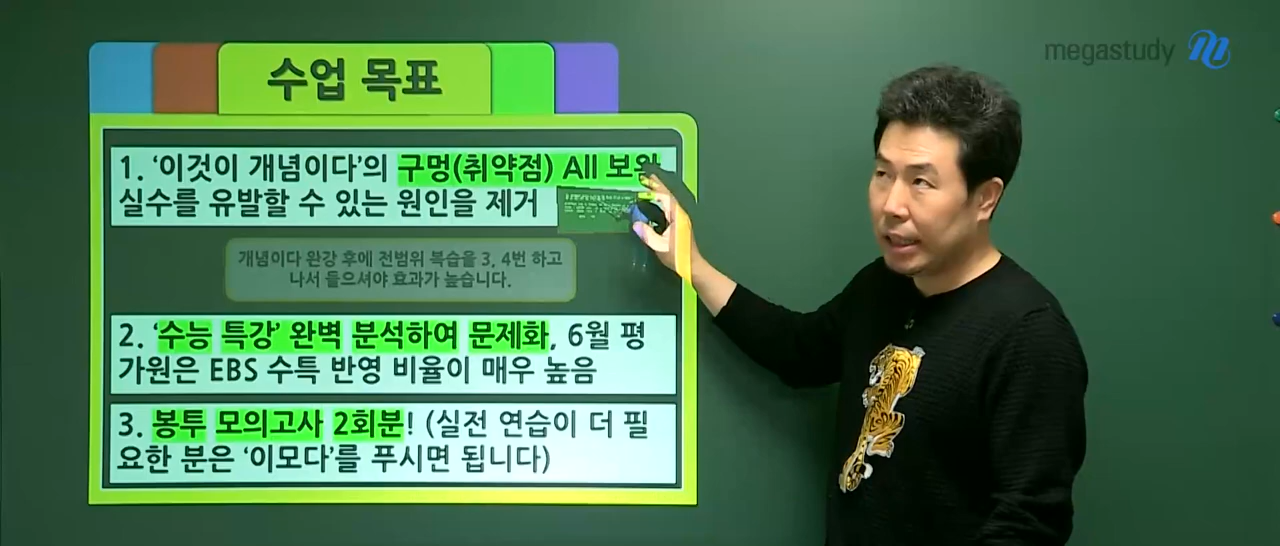 megastudy
수업 목표
1. ‘이것이 개념이다’의 구멍(취약점) All 보완
실수를 유발할 수 있는 원인을 제거
개념이다 완강 후에 전범위 복습을 3, 4번 하고
나서 들으셔야 효과가 높습니다.
2. ‘수능 특강’ 완벽 분석하여 문제화, 6월 평
가원은 EBS 수특 반영 비율이 매우 높음
3. 봉투 모의고사 2회분! (실전 연습이 더 필
요한 분은 ‘이모다’를 푸시면 됩니다)